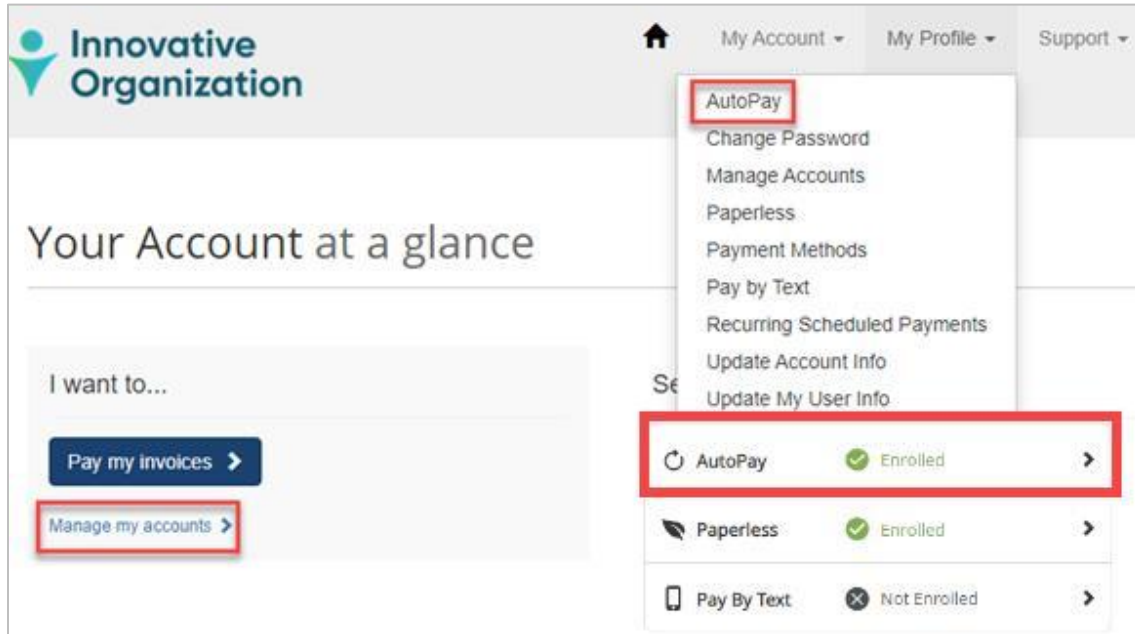 Innovative
Organization
My Account
My Profile
Support
AutoPay
Change Password
Manage Accounts
Paperless
Payment Methods
Pay by Text
Recurring Scheduled Payments
Update Account Info
Update My User Info
Your Account at a glance
I want to...
Pay my invoices
Manage my accounts
AutoPay Enrolled
Paperless Enrolled
Pay By Text Not Enrolled